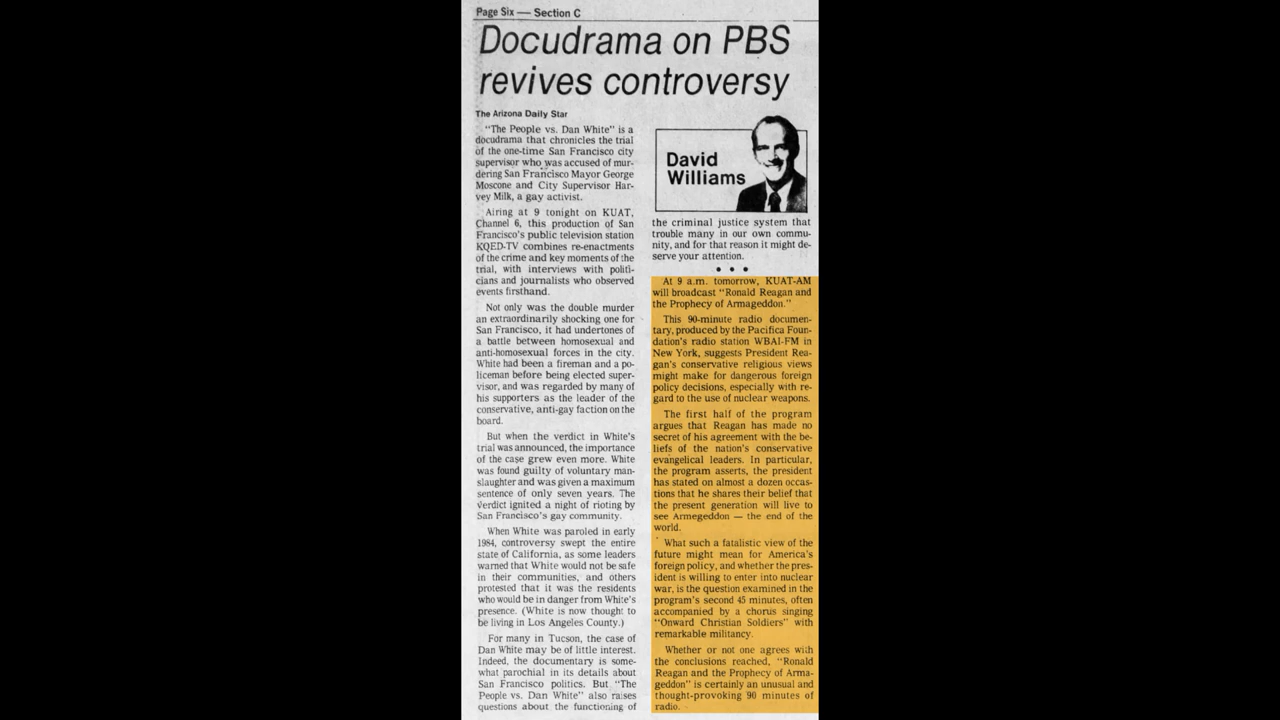 Page Six — Section C
Docudrama on PBS
revives controversy
The Arizona Daily Star
"The People vs. Dan White" is a
docudrama that chronicles the trial
of the one-time San Francisco city
supervisor who was accused of mur-
dering San Francisco Mayor George
Moscone and City Supervisor Har-
vey Milk, a gay activist.
Airing at 9 tonight on KUAT,
Channel 6, this production of San
Francisco's public television station
KQED-TV combines re-enactments
of the crime and key moments of the
trial, with interviews with politi-
cians and journalists who observed
events firsthand.
Not only was the double murder
an extraordinarily shocking one for
San Francisco, it had undertones of
a battle between homosexual and
anti-homosexual forces in the city.
White had been a fireman and a po-
liceman before being elected super-
visor, and was regarded by many of
his supporters as the leader of the
conservative, anti-gay faction on the
board.
But when the verdict in White's
trial was announced, the importance
of the case grew even more. White
was found guilty of voluntary man-
slaughter and was given a maximum
sentence of only seven years. The
verdict ignited a night of rioting by
San Francisco's gay community.
When White was paroled in early
1984, controversy swept the entire
state of California, as some leaders
warned that White would not be safe
in their communities, and others
protested that it was the residents
who would be in danger from White's
presence. (White is now thought to
be living in Los Angeles County.)
For many in Tucson, the case of
Dan White may be of little interest.
Indeed, the documentary is some-
what parochial in its details about
San Francisco politics. But "The
People vs. Dan White" also raises
questions about the functioning of
David
Williams
the criminal justice system that
trouble many in our own commu-
nity, and for that reason it might de-
serve your attention.
• • •
At 9 a.m. tomorrow, KUAT-AM
will broadcast "Ronald Reagan and
the Prophecy of Armageddon."
This 90-minute radio documen-
tary, produced by the Pacifica Foun-
dation's radio station WBAI-FM in
New York, suggests President Rea-
gan's conservative religious views
might make for dangerous foreign
policy decisions, especially with re-
gard to the use of nuclear weapons.
The first half of the program
argues that Reagan has made no
secret of his agreement with the be-
liefs of the nation's conservative
evangelical leaders. In particular,
the program asserts, the president
has stated on almost a dozen occas-
tions that he shares their belief that
the present generation will live to
see Armegeddon — the end of the
world.
What such a fatalistic view of the
future might mean for America's
foreign policy, and whether the pres-
ident is willing to enter into nuclear
war, is the question examined in the
program's second 45 minutes, often
accompanied by a chorus singing
"Onward Christian Soldiers" with
remarkable militancy.
Whether or not one agrees with
the conclusions reached, "Ronald
Reagan and the Prophecy of Arma-
geddon" is certainly an unusual and
thought-provoking 90 minutes of
radio.